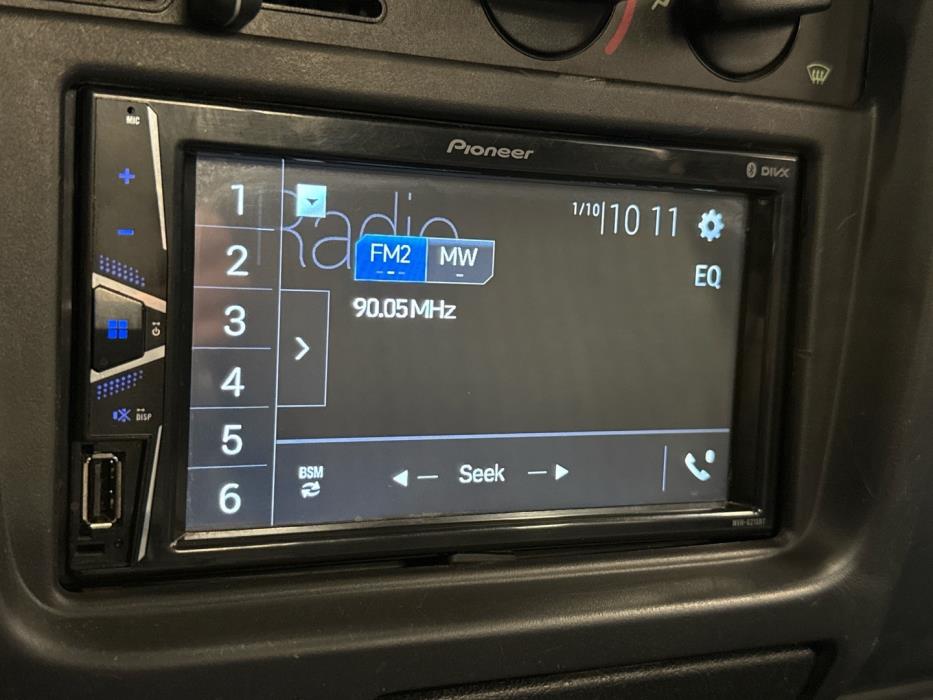 MIC
Pioneer
DIVX
Radio
1/10 10 11
FM2 MW
EQ
90.05MHz
1
2
3
4
5
6
DISP
BSM
Seek